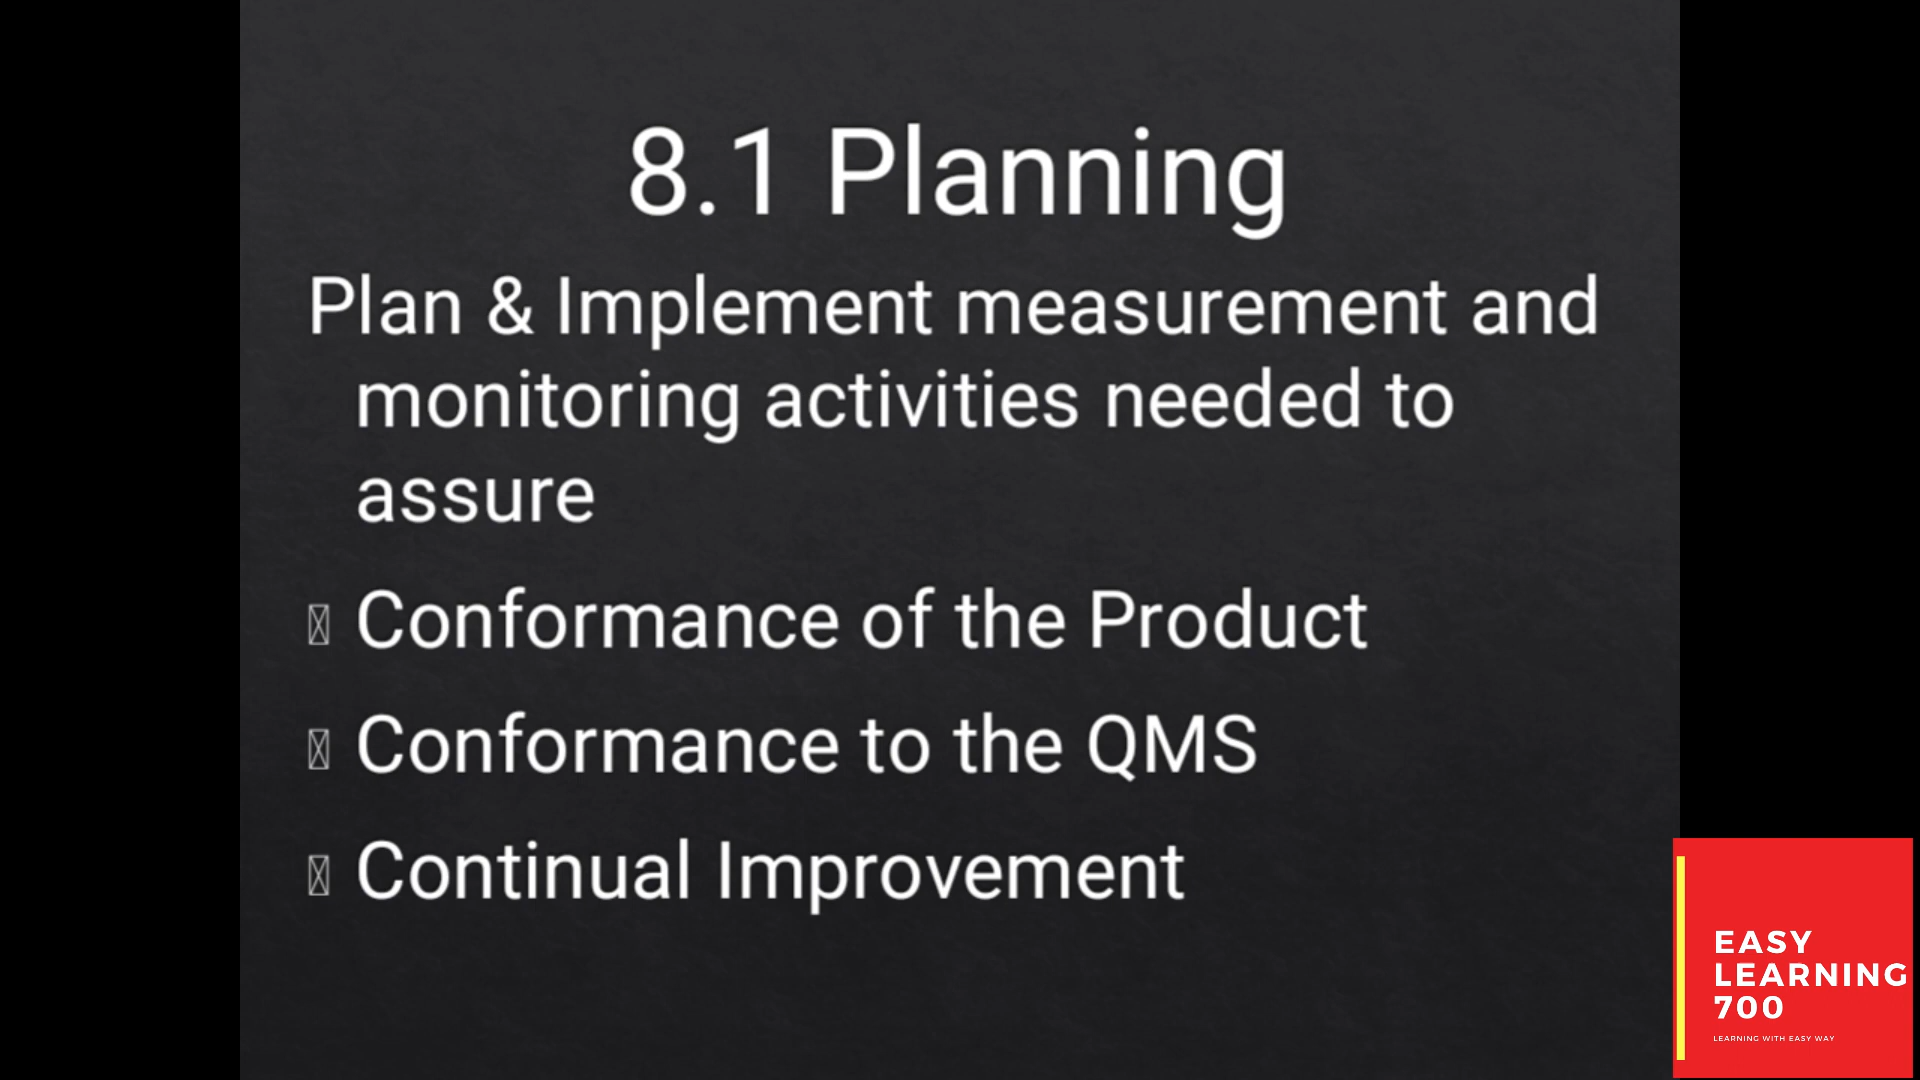 8.1 Planning
Plan & Implement measurement and
monitoring activities needed to
assure
Conformance of the Product
Conformance to the QMS
Continual Improvement
EASY
LEARNING
700
LEARNING WITH EASY WAY